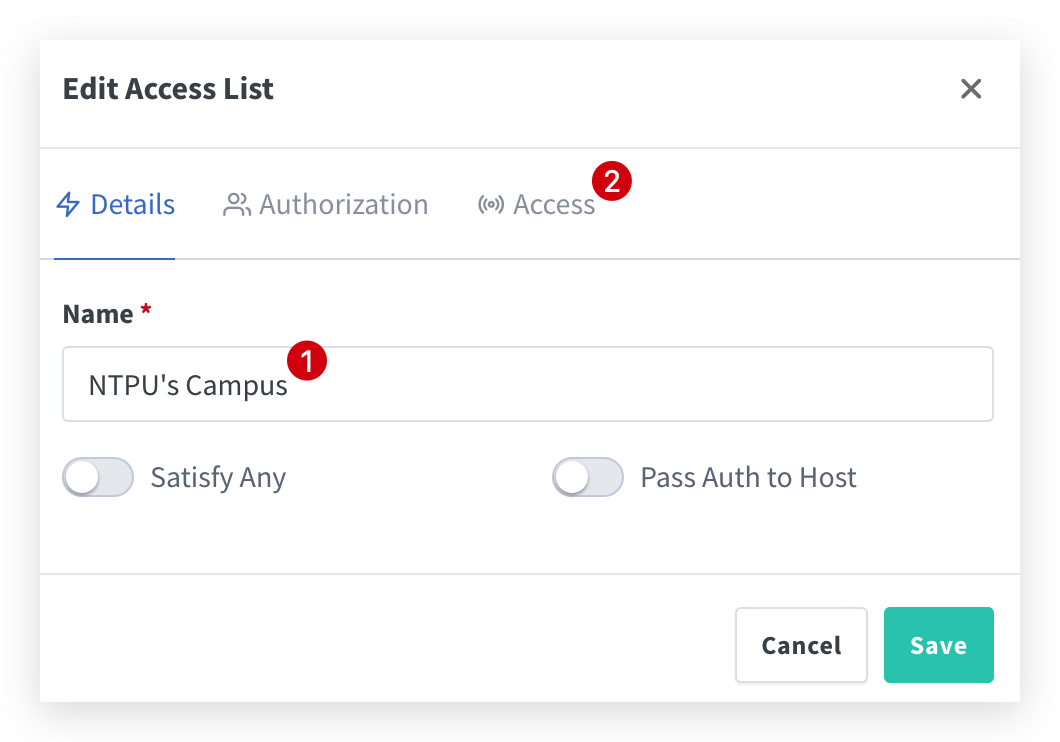 Edit Access List
Details Authorization Access 2
Name *
NTPU's Campus 1
Satisfy Any Pass Auth to Host
Cancel Save